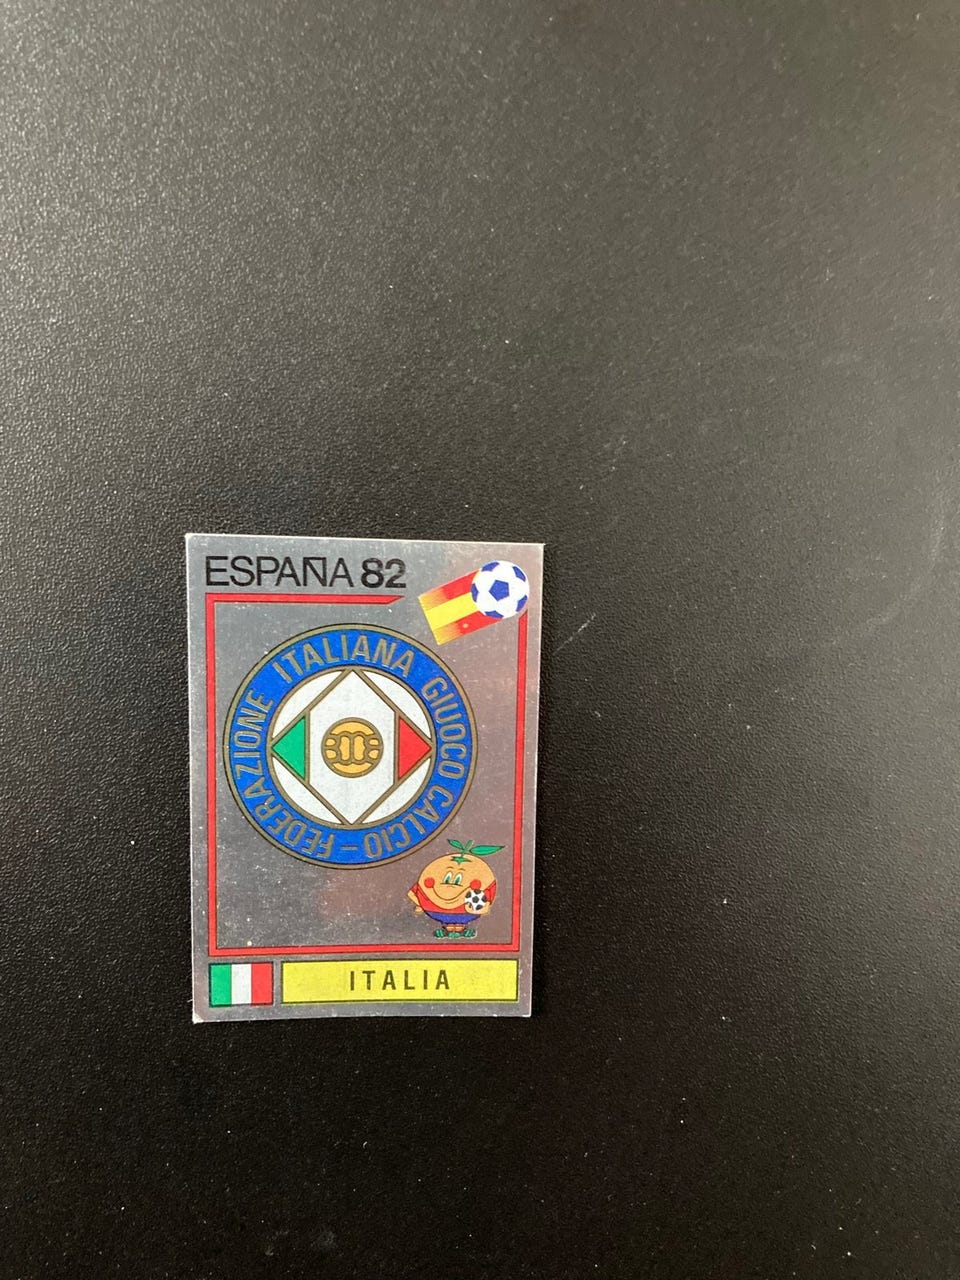 ESPAÑA 82
FEDERAZIONE ITALIANA GIUOCO CALCIO -
ITALIA